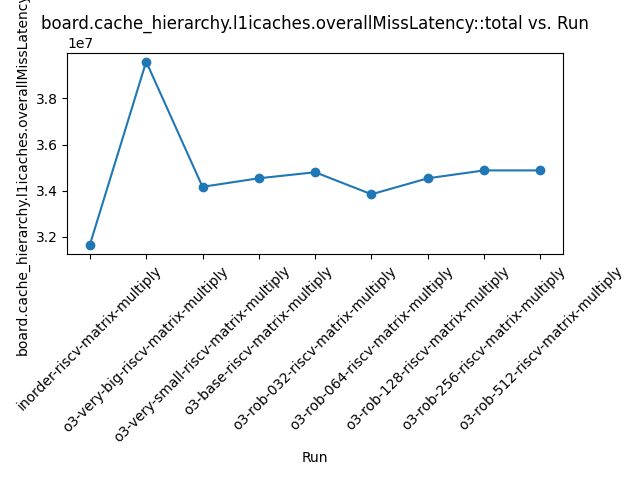 board.cache_hierarchy.l1icaches.overallMissLatency::total vs. Run
1e7
3.8
3.6
3.4
3.2
board.cache_hierarchy.l1icaches.overallMissLatency
inorder-riscv-matrix-multiply
o3-very-big-riscv-matrix-multiply
o3-very-small-riscv-matrix-multiply
o3-base-riscv-matrix-multiply
o3-rob-032-riscv-matrix-multiply
o3-rob-064-riscv-matrix-multiply
o3-rob-128-riscv-matrix-multiply
o3-rob-256-riscv-matrix-multiply
o3-rob-512-riscv-matrix-multiply
Run